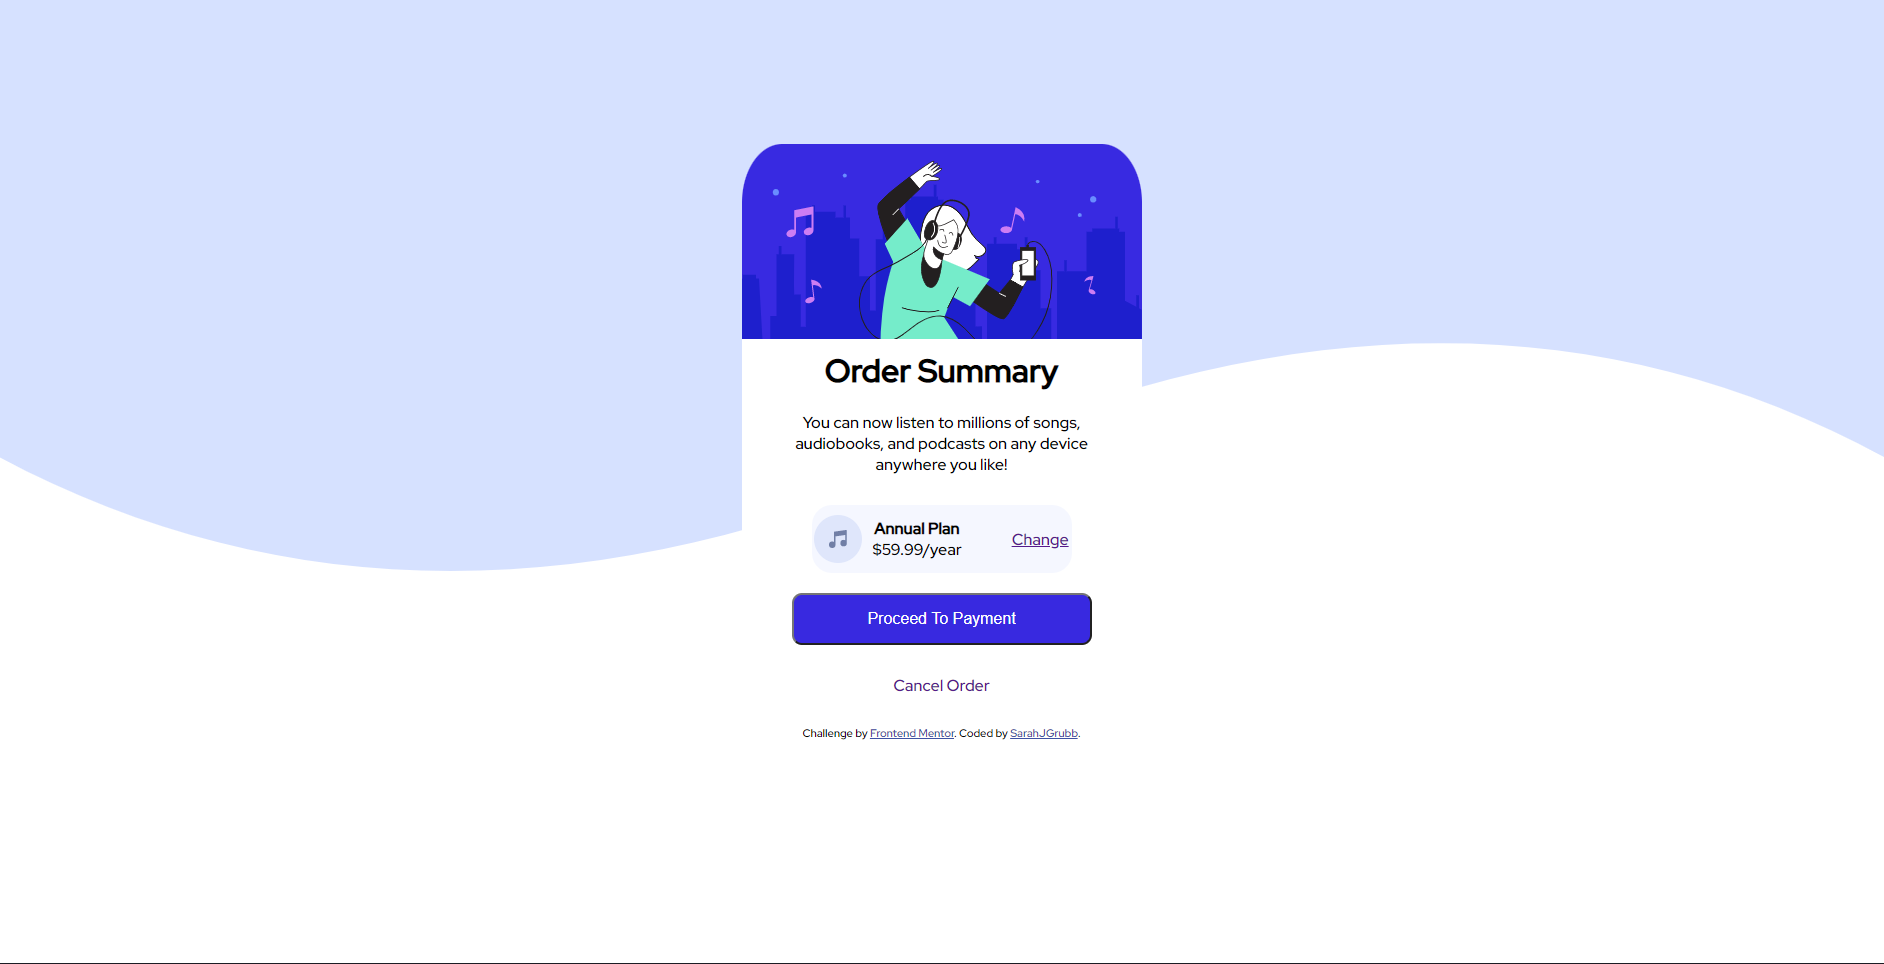 Order Summary
You can now listen to millions of songs,
audiobooks, and podcasts on any device
anywhere you like!
Annual Plan
$59.99/year
Change
Proceed To Payment
Cancel Order
Challenge by Frontend Mentor. Coded by SarahJGrubb.